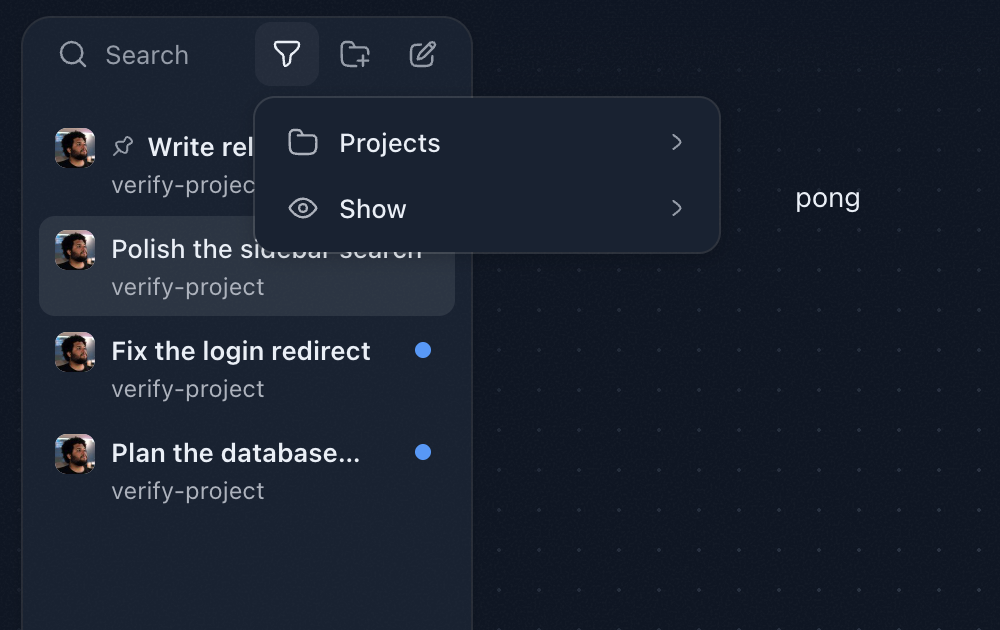 Search
Projects
Write rel
verify-projec
Show
pong
Polish the sidebar search
verify-project
Fix the login redirect
verify-project
Plan the database...
verify-project